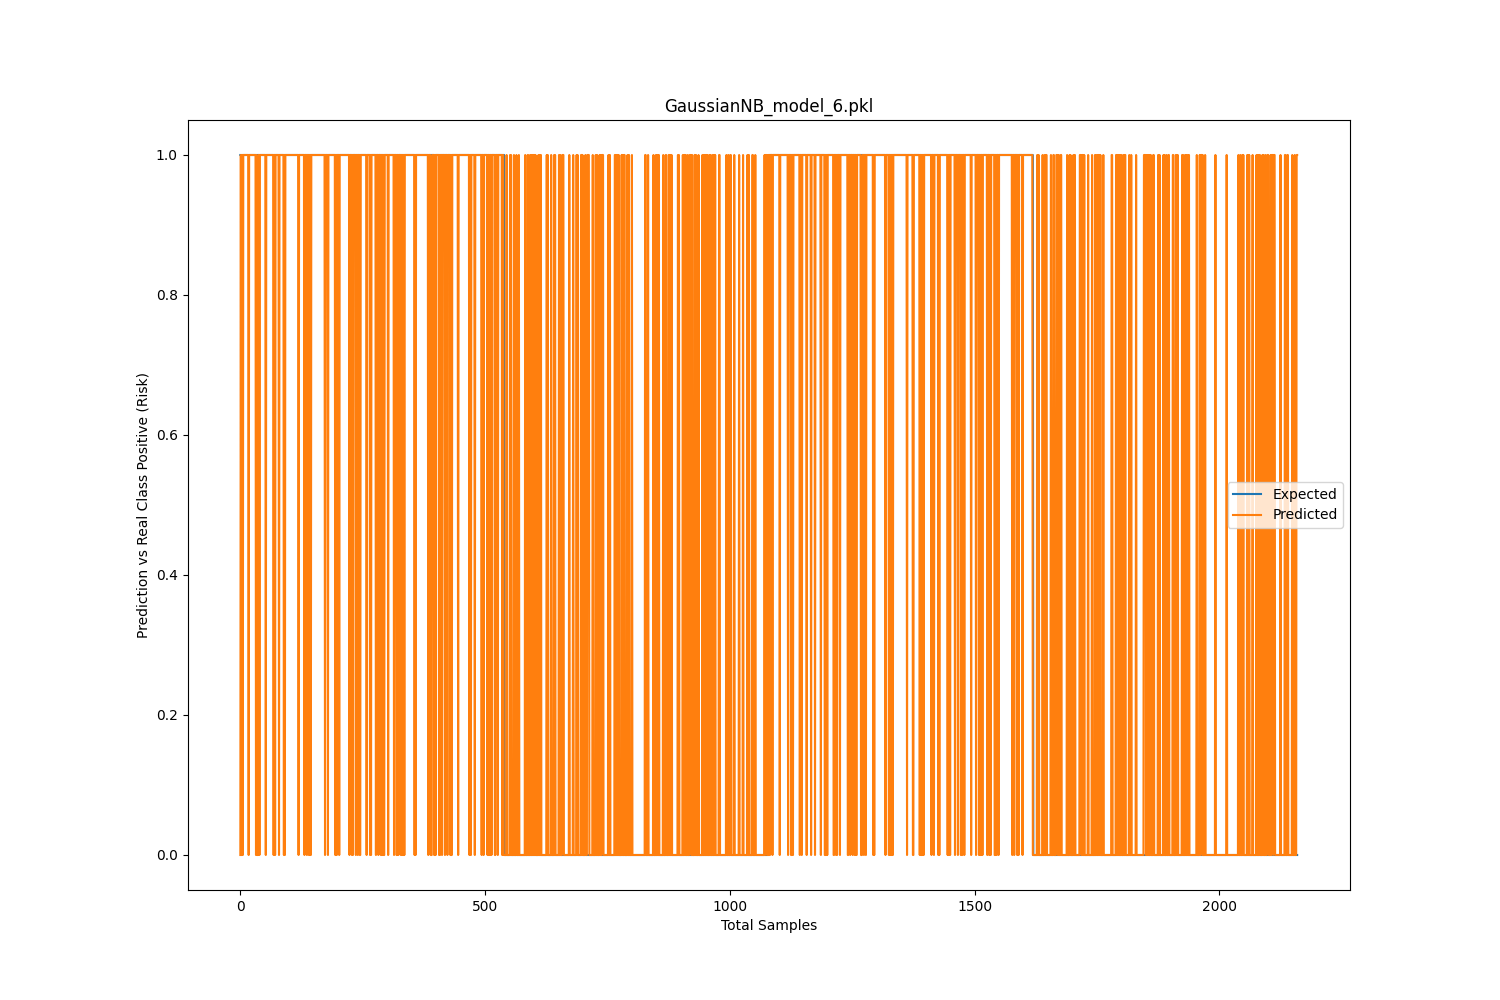 GaussianNB_model_6.pkl
1.0
0.8
0.6
0.4
0.2
0.0
Prediction vs Real Class Positive (Risk)
Expected
Predicted
0
500
1000
1500
2000
Total Samples